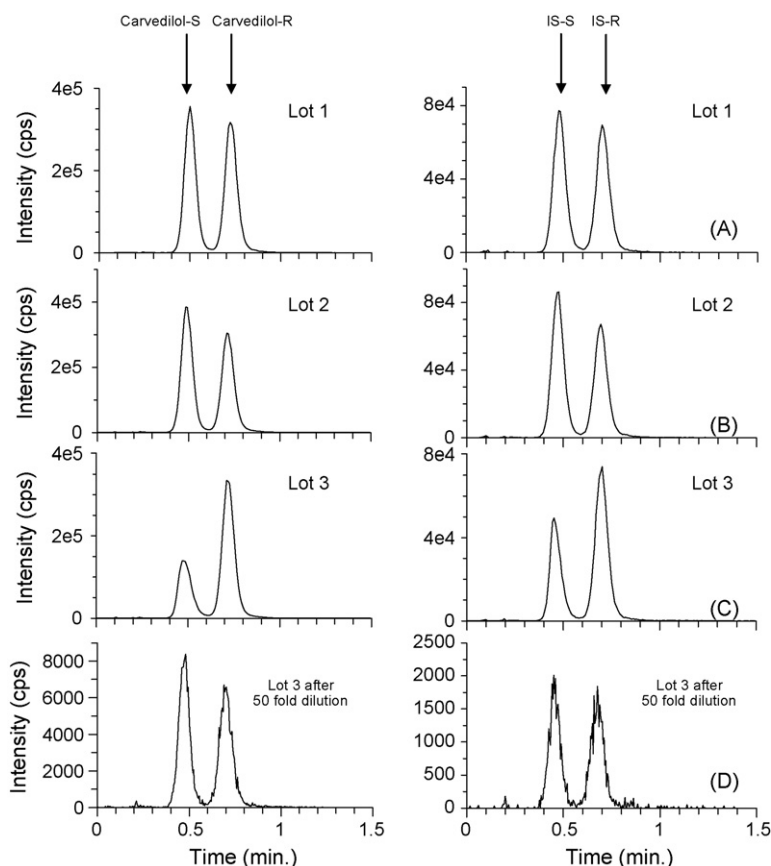 Carvedilol-S Carvedilol-R
IS-S IS-R
Intensity (cps)
4e5
2e5
0
Lot 1
8e4
4e4
0
Lot 1
(A)
Intensity (cps)
4e5
2e5
0
Lot 2
8e4
4e4
0
Lot 2
(B)
Intensity (cps)
4e5
2e5
0
Lot 3
8e4
4e4
0
Lot 3
(C)
Intensity (cps)
8000
6000
4000
2000
0
Lot 3 after
50 fold dilution
0 0.5 1 1.5
Time (min.)
2500
2000
1500
1000
500
0
Lot 3 after
50 fold dilution
(D)
0 0.5 1 1.5
Time (min.)